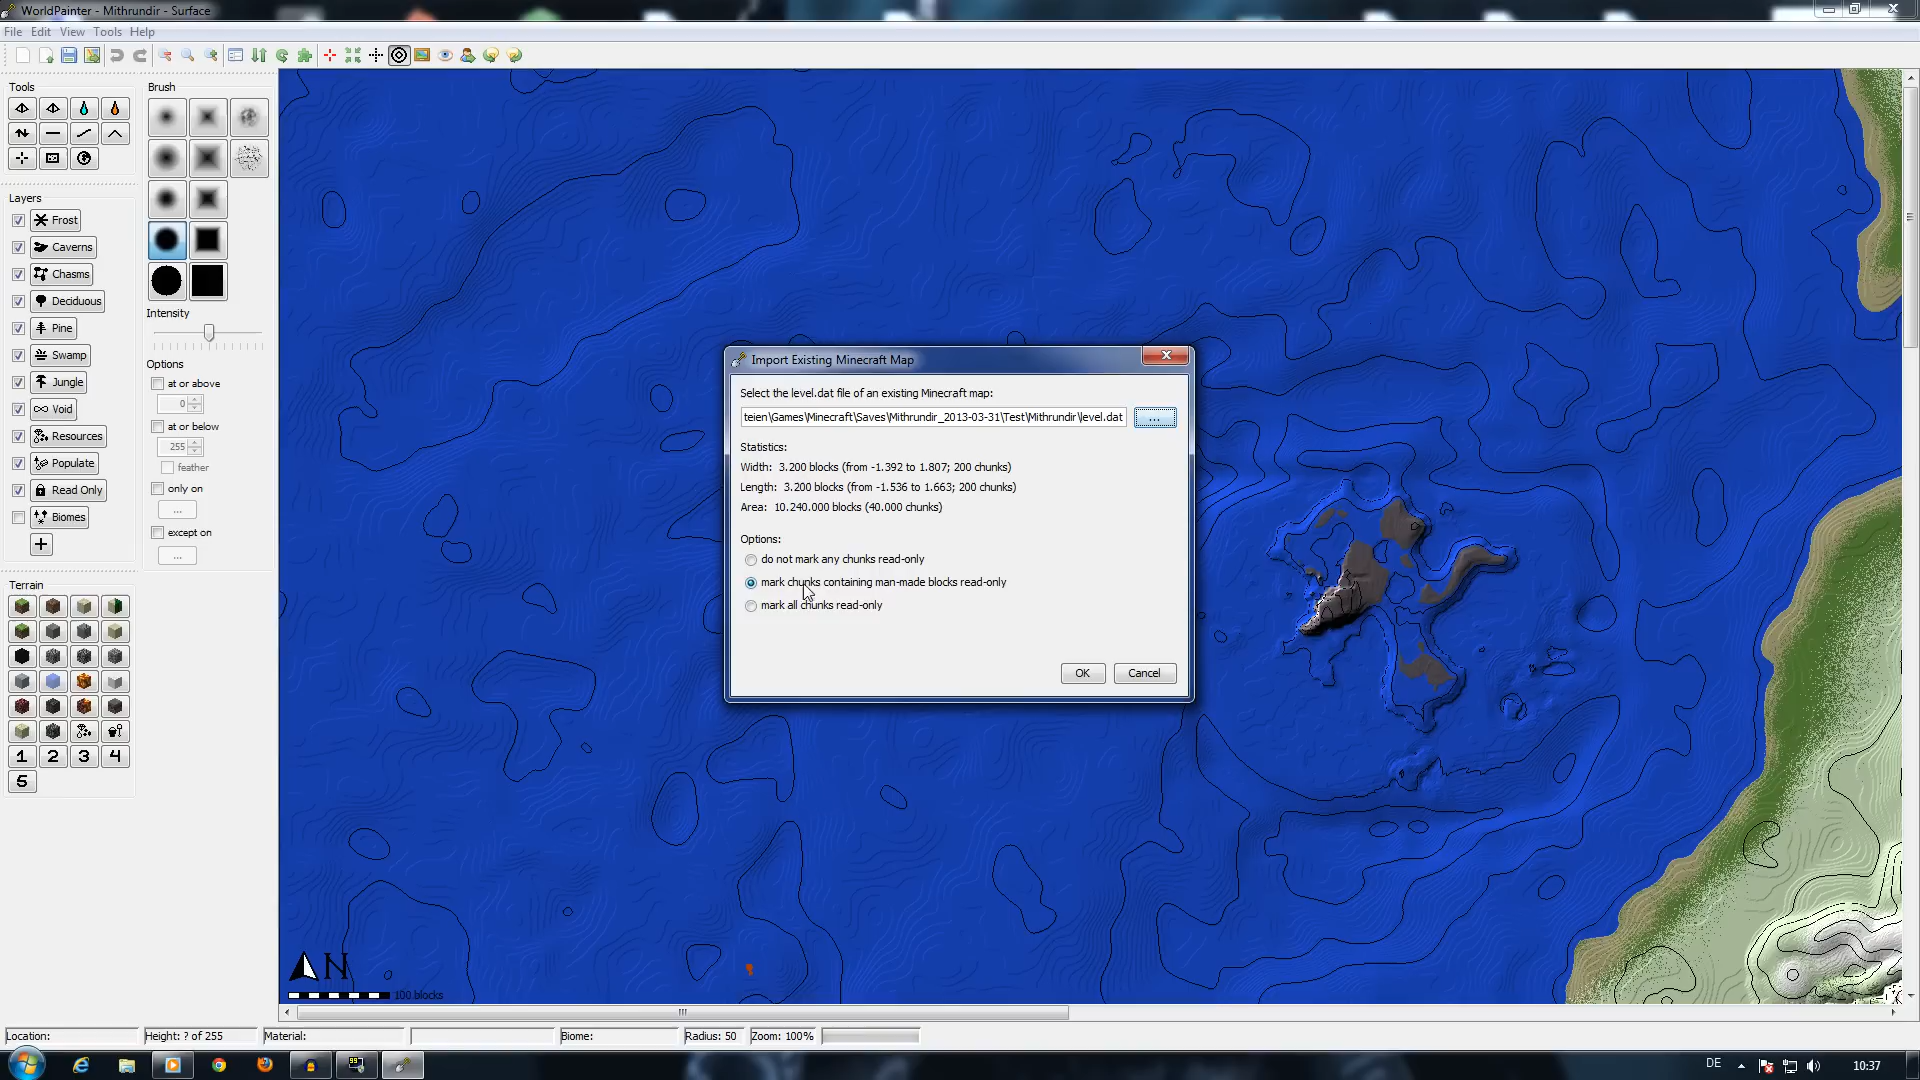 WorldPainter - Mithrundir - Surface
File Edit View Tools Help
Tools
Brush
Layers
Frost
Caverns
Chasms
Deciduous
Pine
Swamp
Jungle
Void
Resources
Populate
Read Only
Biomes
Intensity
Options
at or above
0
at or below
255
feather
only on
...
except on
...
Terrain
1 2 3 4
5
Import Existing Minecraft Map
Select the level.dat file of an existing Minecraft map:
teien\Games\Minecraft\Saves\Mithrundir_2013-03-31\Test\Mithrundir\level.dat ...
Statistics:
Width: 3.200 blocks (from -1.392 to 1.807; 200 chunks)
Length: 3.200 blocks (from -1.536 to 1.663; 200 chunks)
Area: 10.240.000 blocks (40.000 chunks)
Options:
do not mark any chunks read-only
mark chunks containing man-made blocks read-only
mark all chunks read-only
OK Cancel
N
100 blocks
Location: Height: ? of 255 Material: Biome: Radius: 50 Zoom: 100%
99
DE 10:37